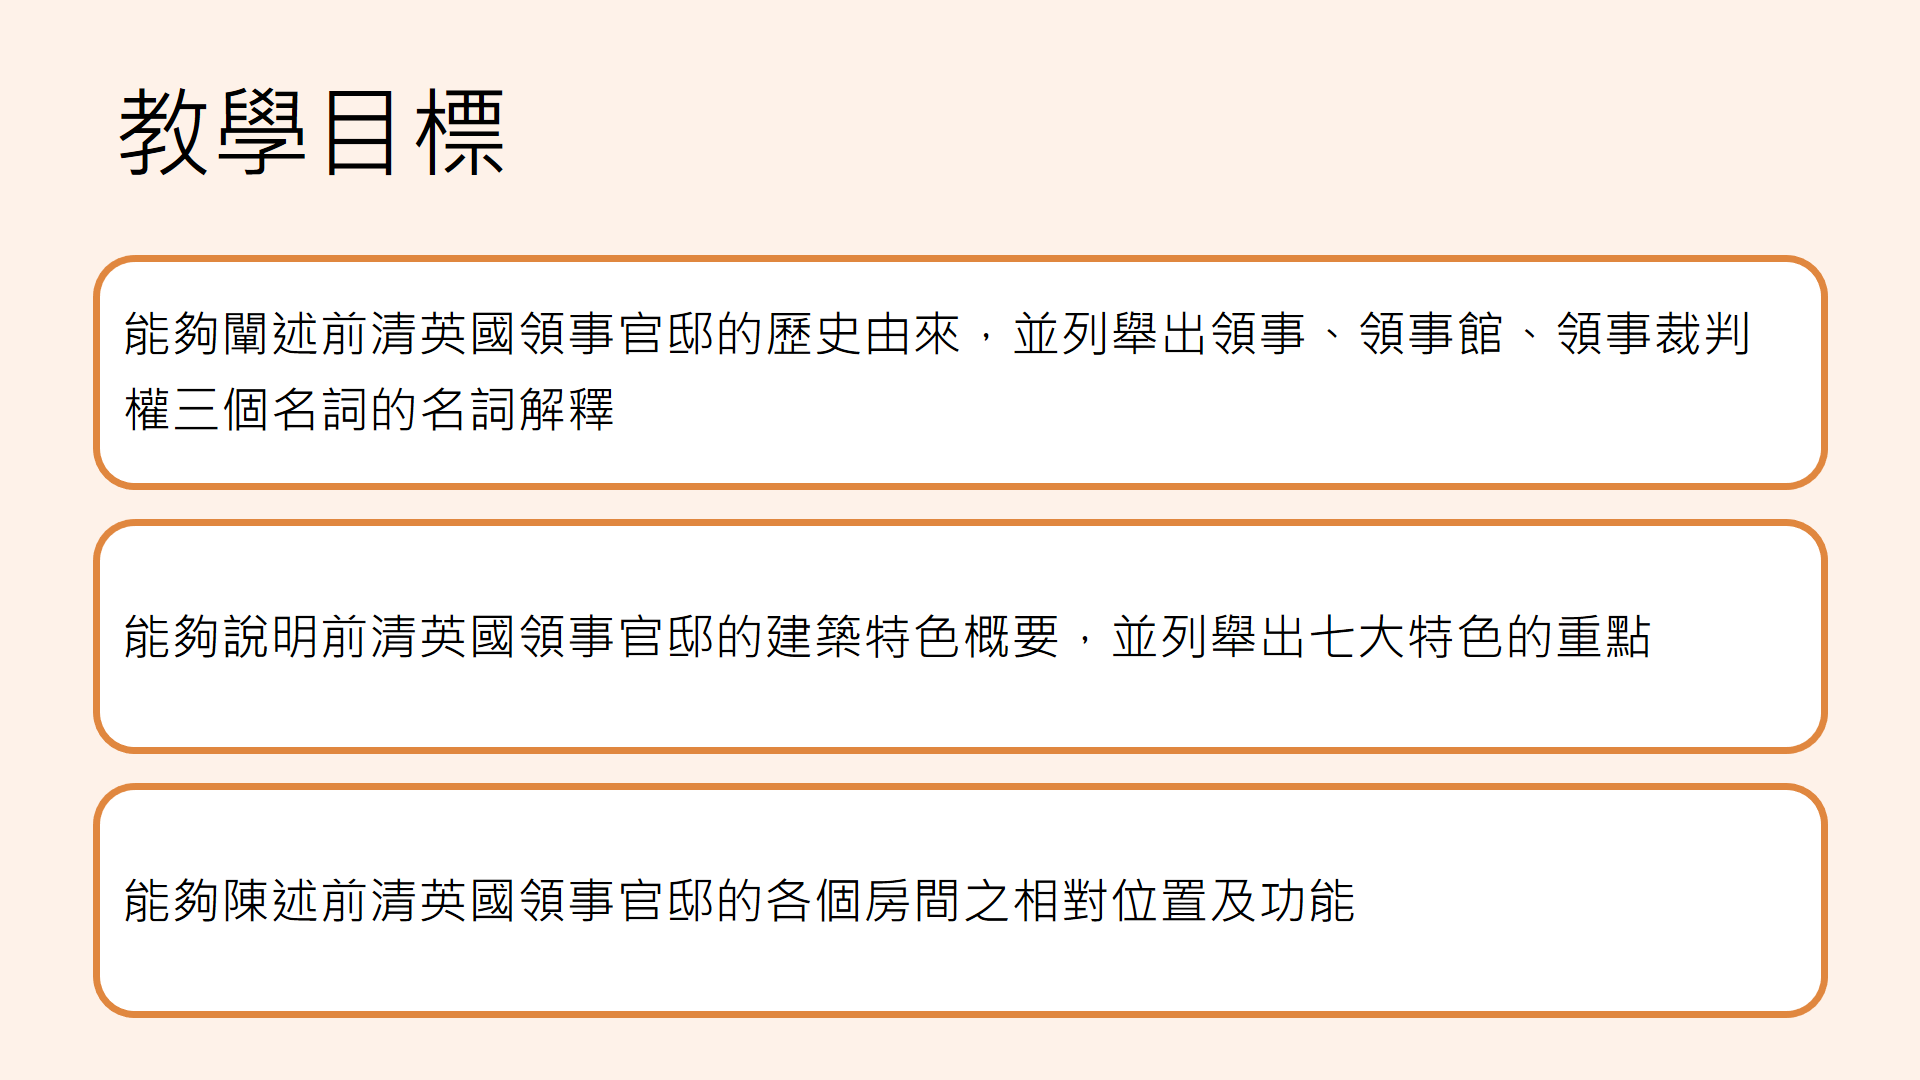 教學目標
能夠闡述前清英國領事官邸的歷史由來，並列舉出領事、領事館、領事裁判
權三個名詞的名詞解釋
能夠說明前清英國領事官邸的建築特色概要，並列舉出七大特色的重點
能夠陳述前清英國領事官邸的各個房間之相對位置及功能